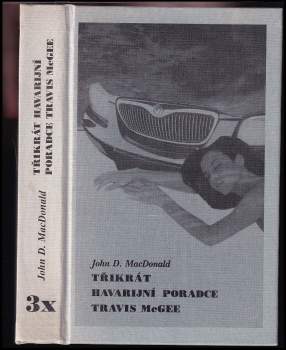 TŘIKRÁT HAVARIJNÍ
PORADCE TRAVIS McGEE
John D. MacDonald
3x
John D. MacDonald
TŘIKRÁT
HAVARIJNÍ PORADCE
TRAVIS McGEE